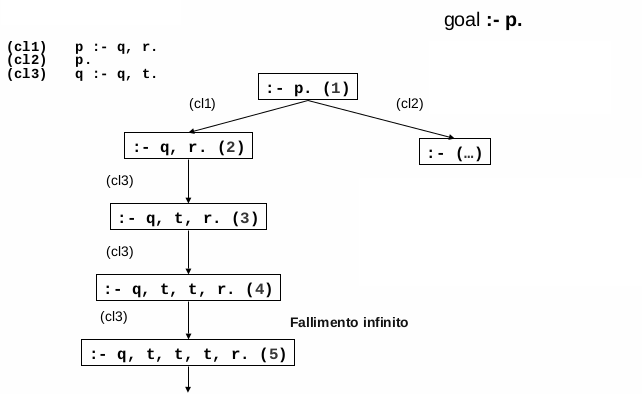 goal :- p.
(cl1) p :- q, r.
(cl2) p.
(cl3) q :- q, t.
:- p. (1)
(cl1)
(cl2)
:- q, r. (2)
:- (…)
(cl3)
:- q, t, r. (3)
(cl3)
:- q, t, t, r. (4)
(cl3)
Fallimento infinito
:- q, t, t, t, r. (5)